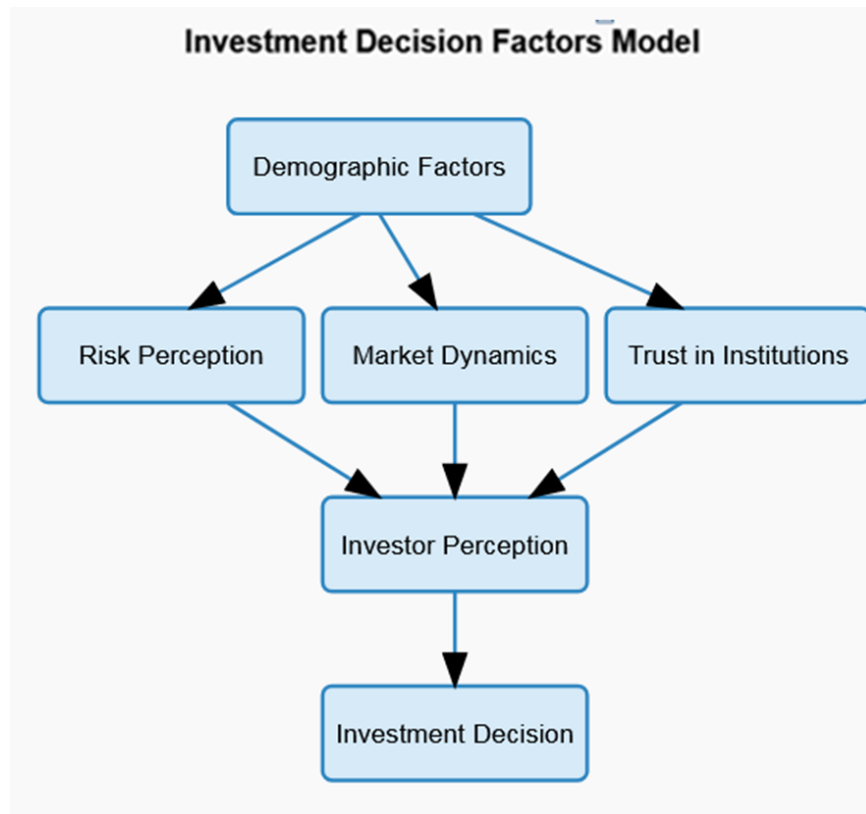 Investment Decision Factors Model
Demographic Factors
Risk Perception
Market Dynamics
Trust in Institutions
Investor Perception
Investment Decision